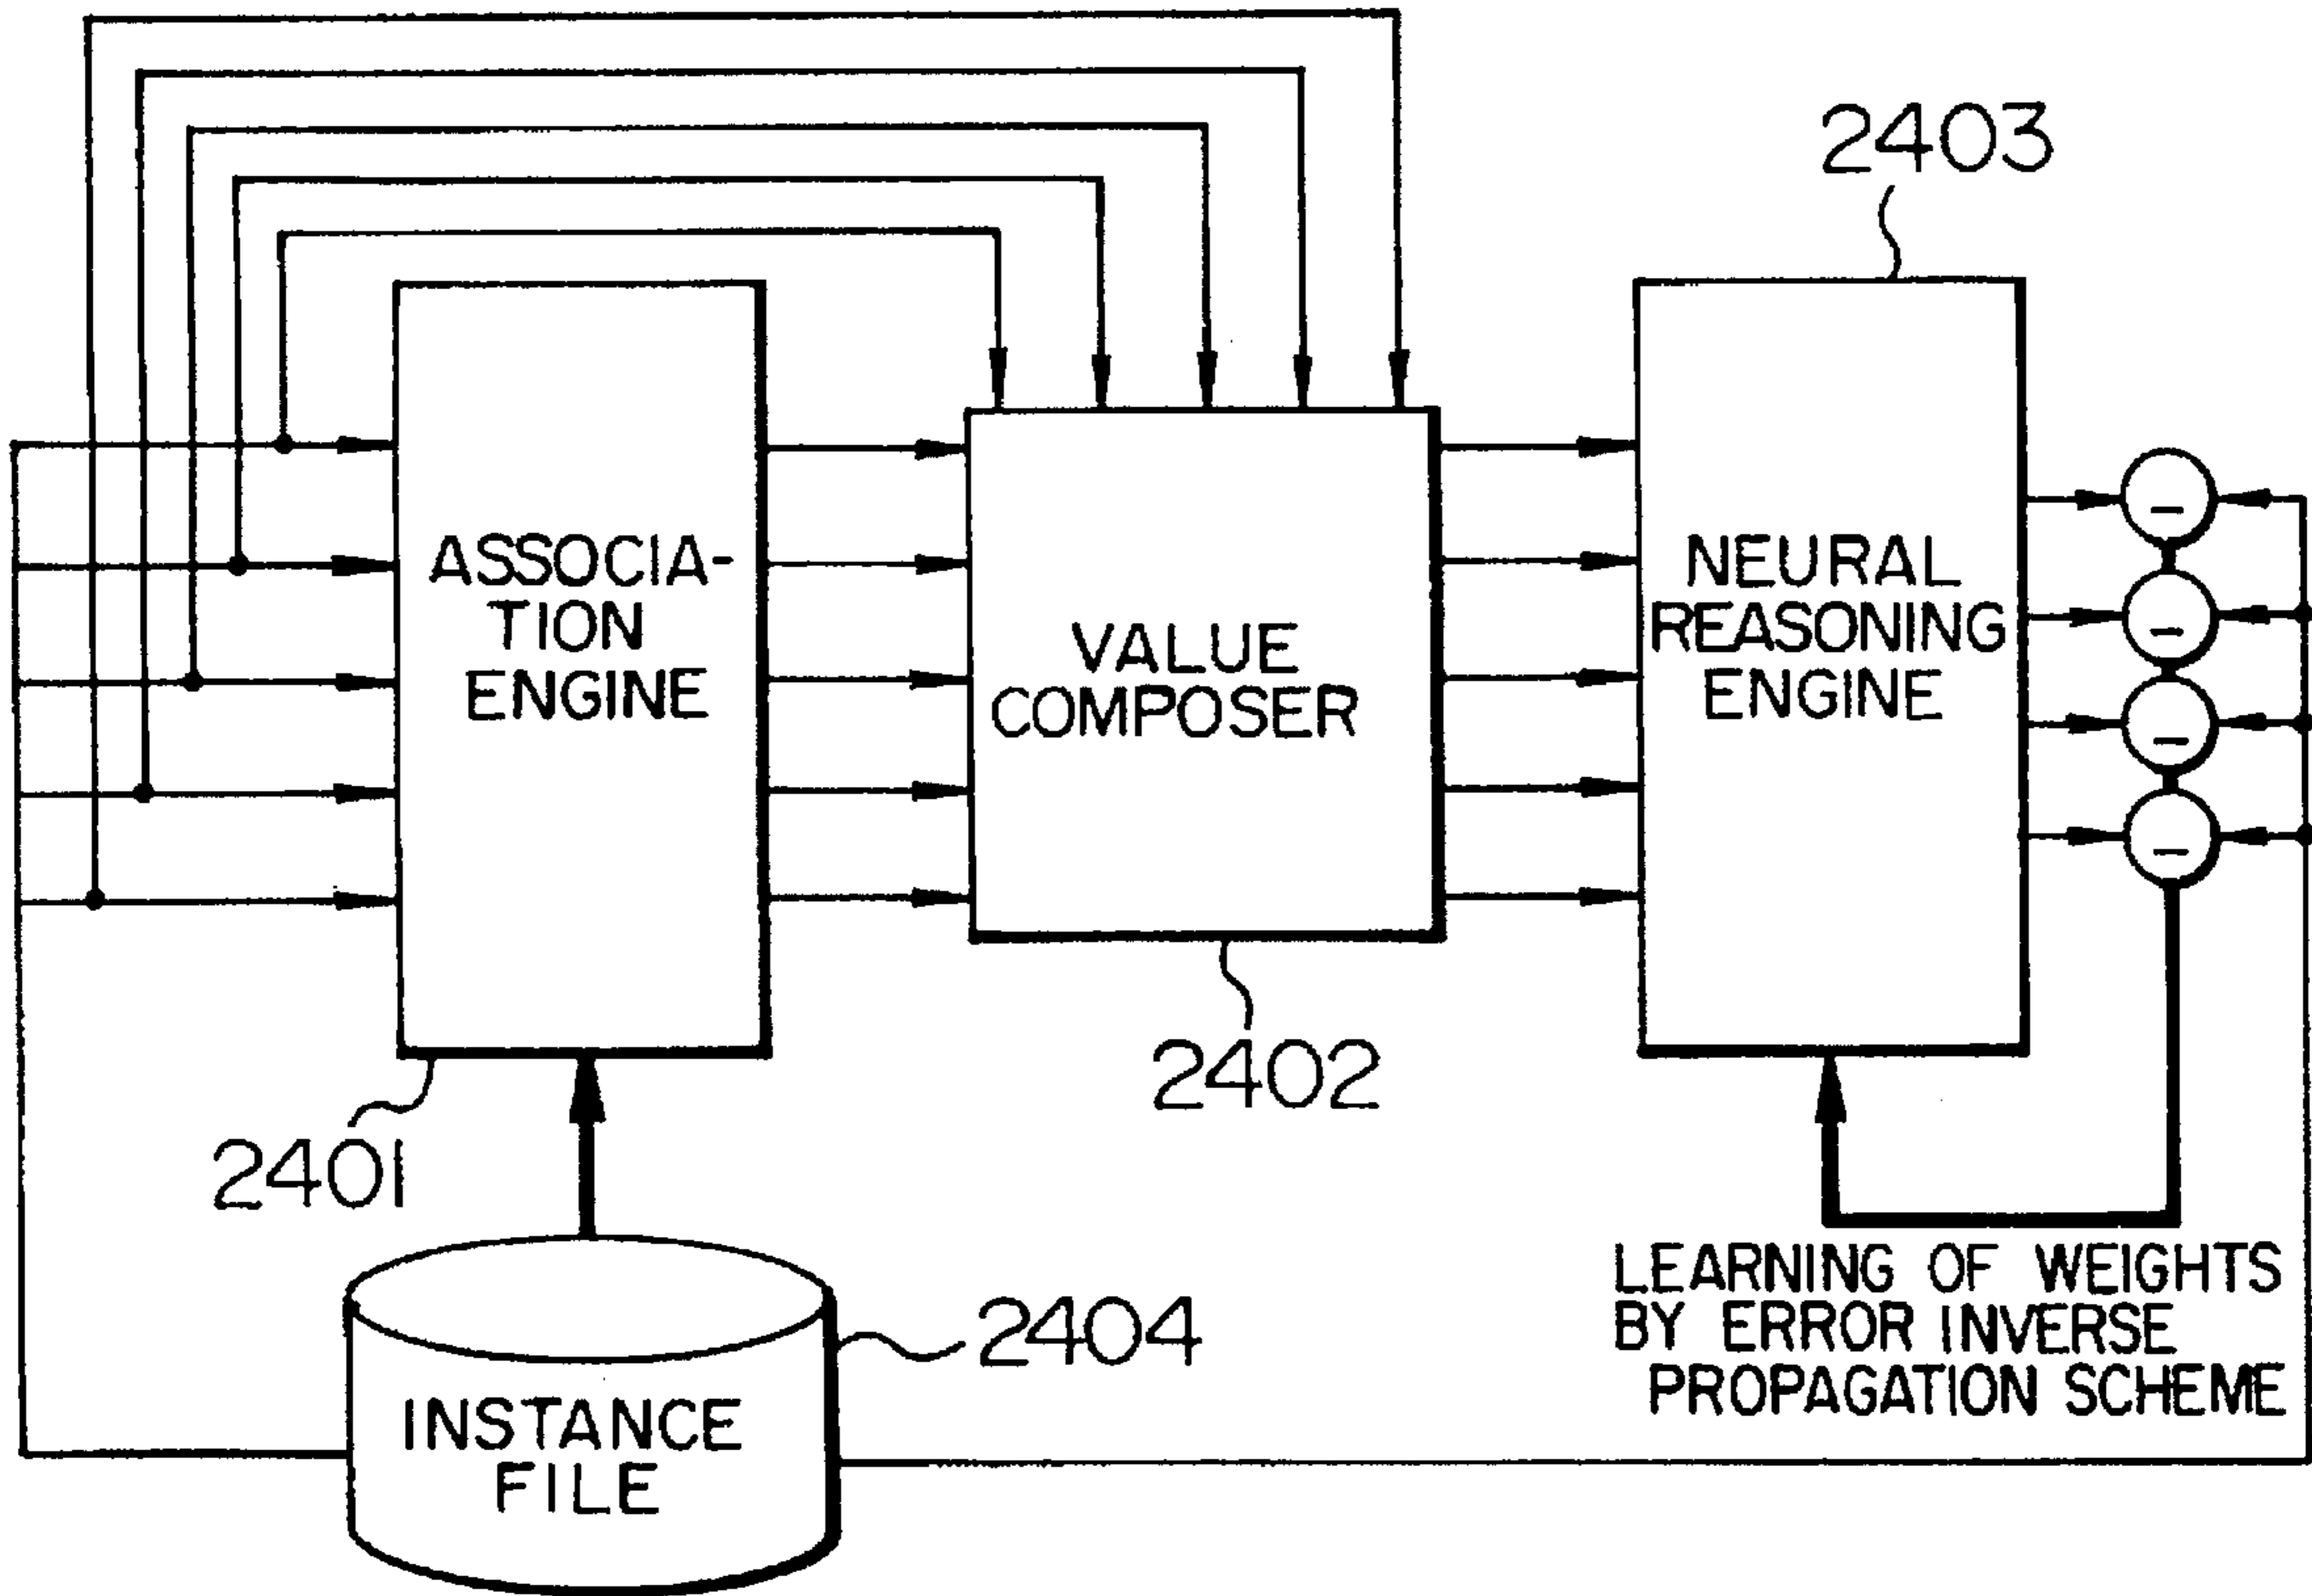 2403
ASSOCIA-
TION
ENGINE
VALUE
COMPOSER
NEURAL
REASONING
ENGINE
-
-
-
-
2402
2401
2404
INSTANCE
FILE
LEARNING OF WEIGHTS
BY ERROR INVERSE
PROPAGATION SCHEME